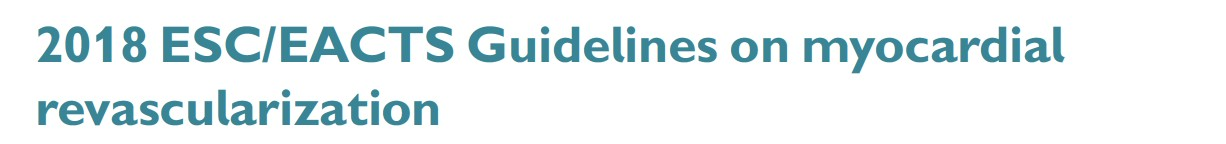 2018 ESC/EACTS Guidelines on myocardial
revascularization